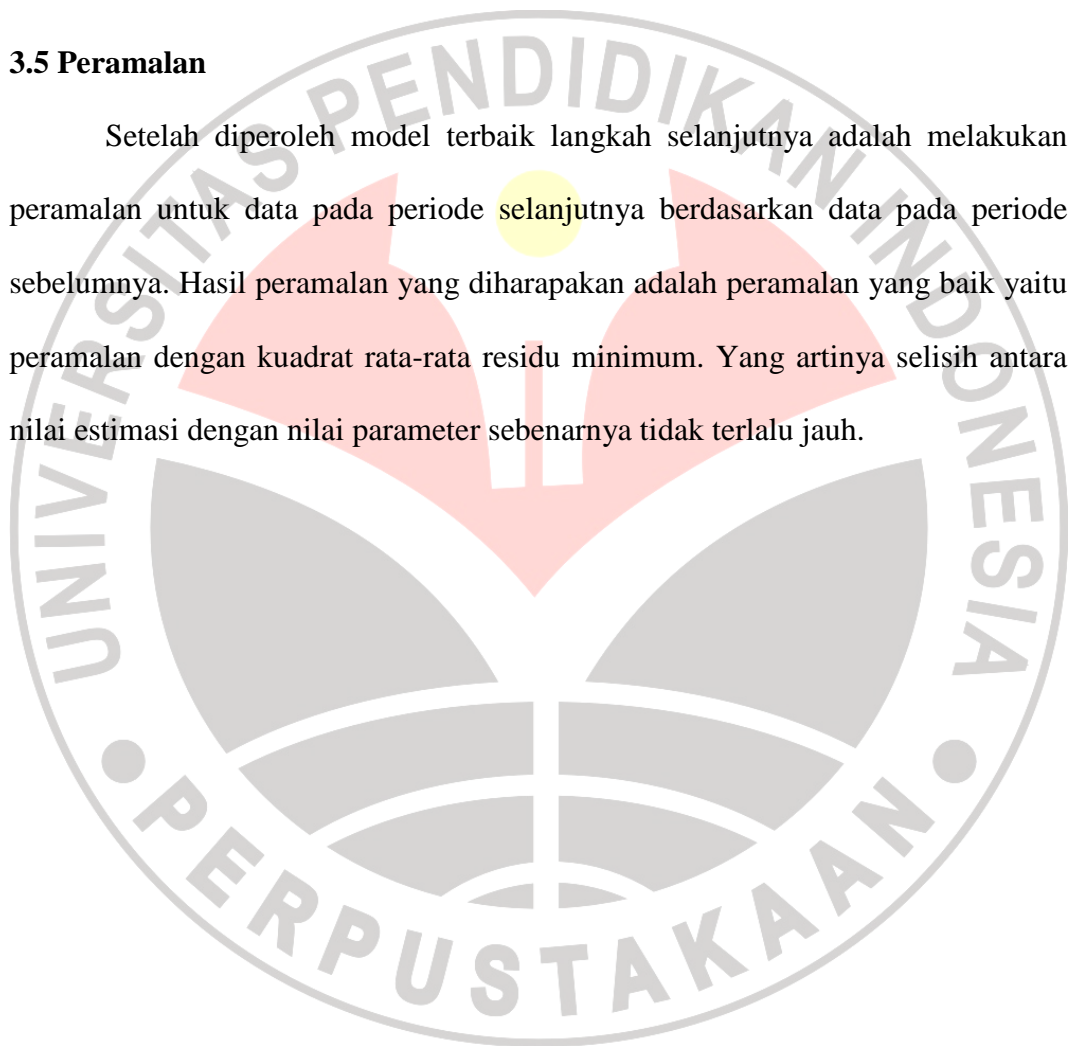 3.5 Peramalan
Setelah diperoleh model terbaik langkah selanjutnya adalah melakukan
peramalan untuk data pada periode selanjutnya berdasarkan data pada periode
sebelumnya. Hasil peramalan yang diharapakan adalah peramalan yang baik yaitu
peramalan dengan kuadrat rata-rata residu minimum. Yang artinya selisih antara
nilai estimasi dengan nilai parameter sebenarnya tidak terlalu jauh.
UNIVERSITAS PENDIDIKAN INDONESIA
PERPUSTAKAAN